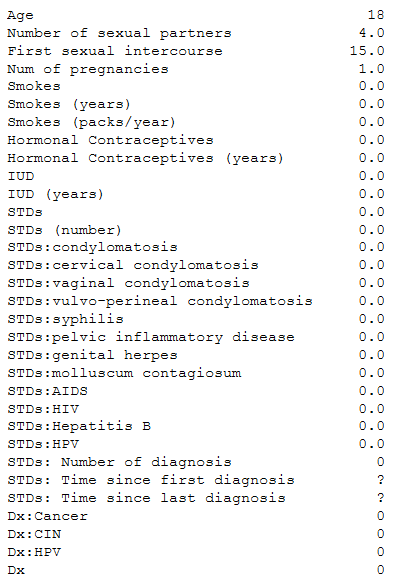 Age 18
Number of sexual partners 4.0
First sexual intercourse 15.0
Num of pregnancies 1.0
Smokes 0.0
Smokes (years) 0.0
Smokes (packs/year) 0.0
Hormonal Contraceptives 0.0
Hormonal Contraceptives (years) 0.0
IUD 0.0
IUD (years) 0.0
STDs 0.0
STDs (number) 0.0
STDs:condylomatosis 0.0
STDs:cervical condylomatosis 0.0
STDs:vaginal condylomatosis 0.0
STDs:vulvo-perineal condylomatosis 0.0
STDs:syphilis 0.0
STDs:pelvic inflammatory disease 0.0
STDs:genital herpes 0.0
STDs:molluscum contagiosum 0.0
STDs:AIDS 0.0
STDs:HIV 0.0
STDs:Hepatitis B 0.0
STDs:HPV 0.0
STDs: Number of diagnosis 0
STDs: Time since first diagnosis ?
STDs: Time since last diagnosis ?
Dx:Cancer 0
Dx:CIN 0
Dx:HPV 0
Dx 0